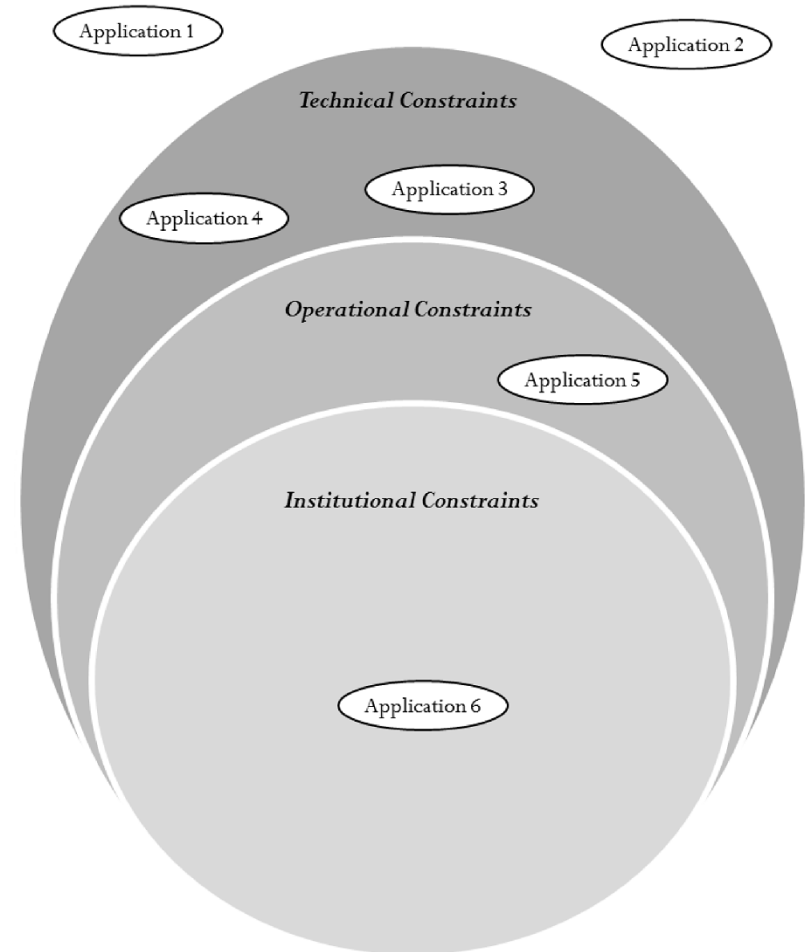 Application 1
Application 2
Technical Constraints
Application 3
Application 4
Operational Constraints
Application 5
Institutional Constraints
Application 6